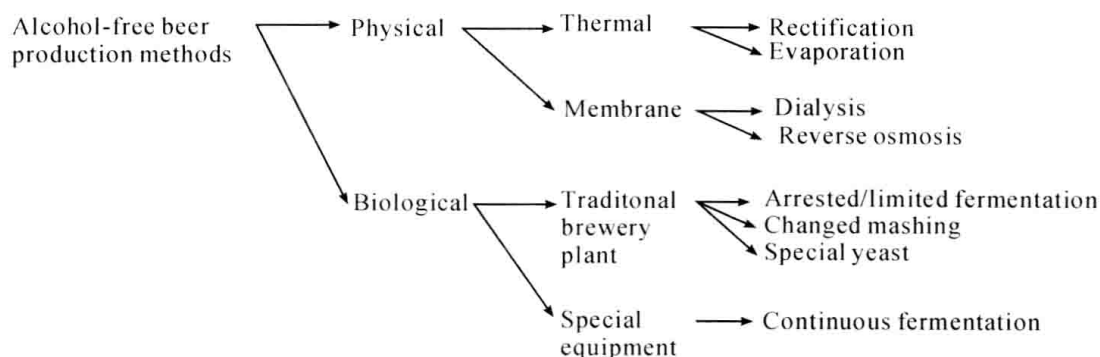 Alcohol-free beer
production methods
Physical
Thermal
Rectification
Evaporation
Membrane
Dialysis
Reverse osmosis
Biological
Traditonal
brewery
plant
Arrested/limited fermentation
Changed mashing
Special yeast
Special
equipment
Continuous fermentation